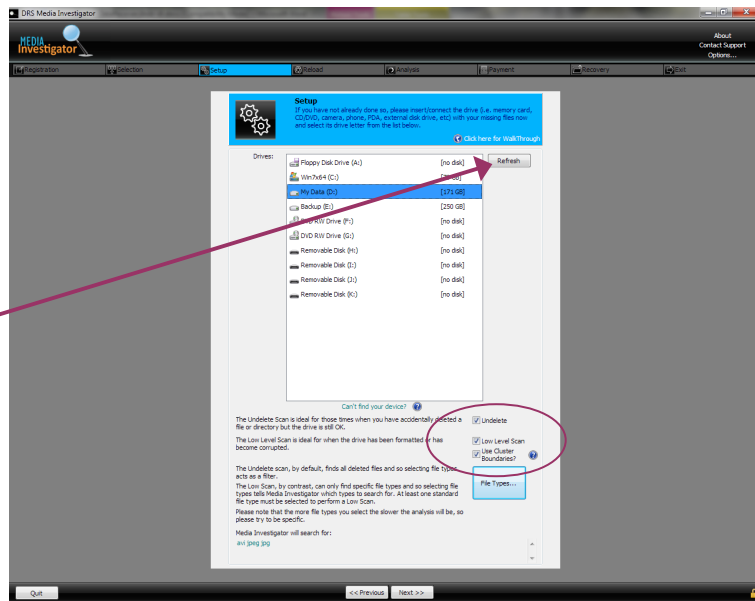 DRS Media Investigator
MEDIA
Investigator
About
Contact Support
Options...
Registration
Selection
Setup
Reload
Analysis
Payment
Recovery
Exit
Setup
If you have not already done so, please insert/connect the drive (i.e. memory card,
CD/DVD, camera, phone, PDA, external disk drive, etc) with your missing files now
and select its drive letter from the list below.
Click here for WalkThrough
Drives:
Floppy Disk Drive (A:) [no disk]
Refresh
Win7x64 (C:)
My Data (D:) [171 GB]
Backup (E:) [250 GB]
DVD RW Drive (F:) [no disk]
DVD RW Drive (G:) [no disk]
Removable Disk (H:) [no disk]
Removable Disk (I:) [no disk]
Removable Disk (J:) [no disk]
Removable Disk (K:) [no disk]
Can't find your device?
The Undelete Scan is ideal for those times when you have accidentally deleted a
file or directory but the drive is still OK.
Undelete
The Low Level Scan is ideal for when the drive has been formatted or has
become corrupted.
Low Level Scan
Use Cluster
Boundaries?
The Undelete scan, by default, finds all deleted files and so selecting file types
acts as a filter.
The Low Scan, by contrast, can only find specific file types and so selecting file
types tells Media Investigator which types to search for. At least one standard
file type must be selected to perform a Low Scan.
File Types...
Please note that the more file types you select the slower the analysis will be, so
please try to be specific.
Media Investigator will search for:
avi jpeg jpg
Quit
<< Previous
Next >>